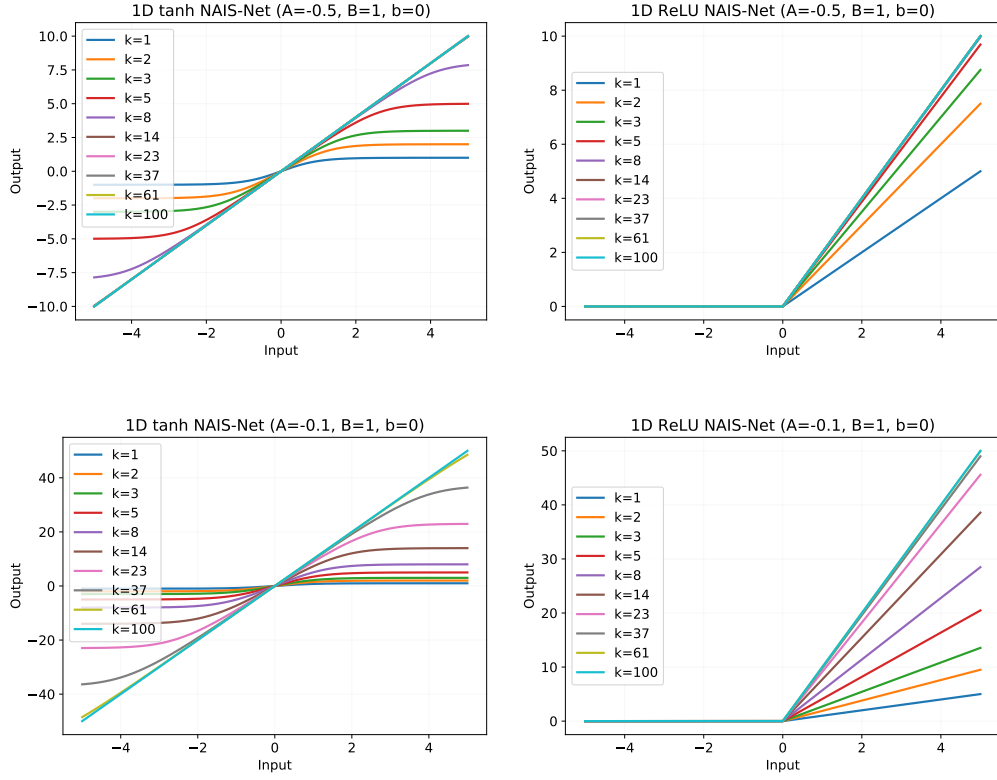 1D tanh NAIS-Net (A=-0.5, B=1, b=0)
10.0
7.5
5.0
2.5
0.0
−2.5
−5.0
−7.5
−10.0
Output
k=1
k=2
k=3
k=5
k=8
k=14
k=23
k=37
k=61
k=100
−4
−2
0
2
4
Input
1D ReLU NAIS-Net (A=-0.5, B=1, b=0)
10
8
6
4
2
0
Output
k=1
k=2
k=3
k=5
k=8
k=14
k=23
k=37
k=61
k=100
−4
−2
0
2
4
Input
1D tanh NAIS-Net (A=-0.1, B=1, b=0)
40
20
0
−20
−40
Output
k=1
k=2
k=3
k=5
k=8
k=14
k=23
k=37
k=61
k=100
−4
−2
0
2
4
Input
1D ReLU NAIS-Net (A=-0.1, B=1, b=0)
50
40
30
20
10
0
Output
k=1
k=2
k=3
k=5
k=8
k=14
k=23
k=37
k=61
k=100
−4
−2
0
2
4
Input